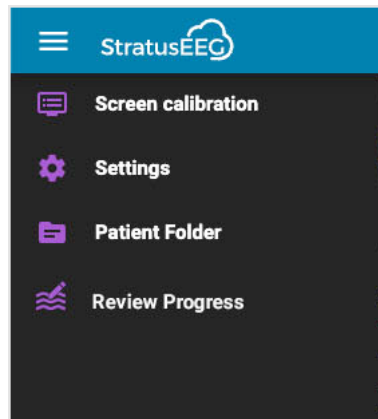 StratusEEG
Screen calibration
Settings
Patient Folder
Review Progress